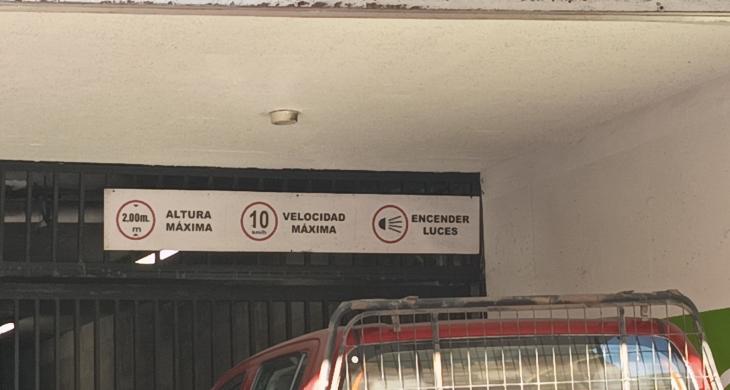 2.00m.
m
ALTURA
MÁXIMA
10
km/h
VELOCIDAD
MÁXIMA
ENCENDER
LUCES